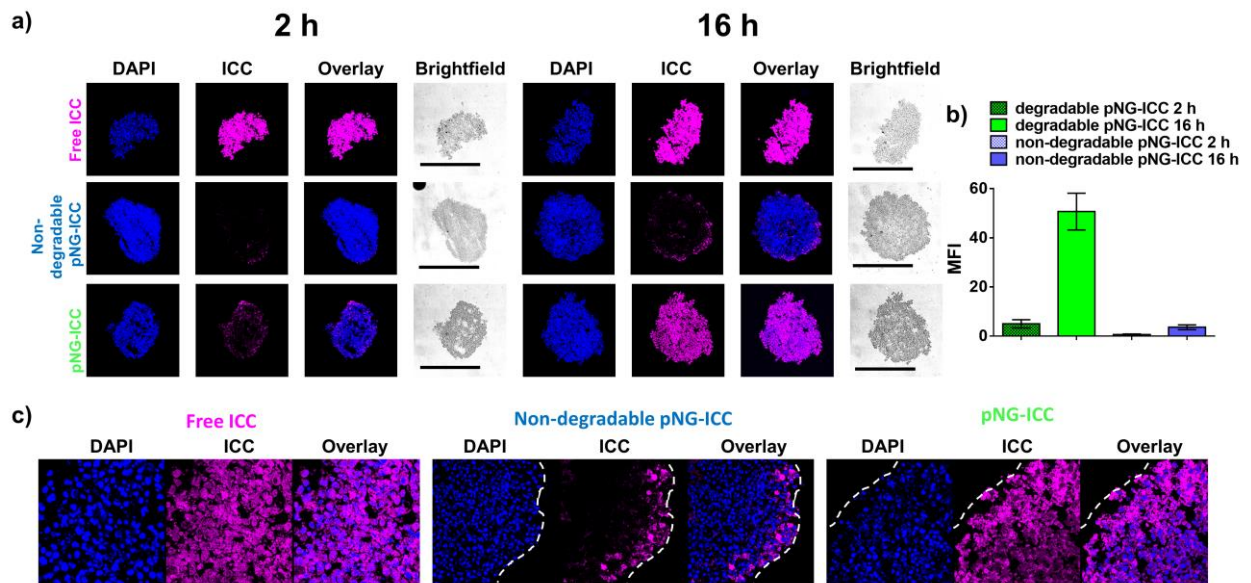 a)
2 h
16 h
DAPI ICC Overlay Brightfield DAPI ICC Overlay Brightfield
Free ICC
Non-
degradable
pNG-ICC
pNG-ICC
b)
degradable pNG-ICC 2 h
degradable pNG-ICC 16 h
non-degradable pNG-ICC 2 h
non-degradable pNG-ICC 16 h
MFI
60
40
20
0
c)
Free ICC Non-degradable pNG-ICC pNG-ICC
DAPI ICC Overlay DAPI ICC Overlay DAPI ICC Overlay